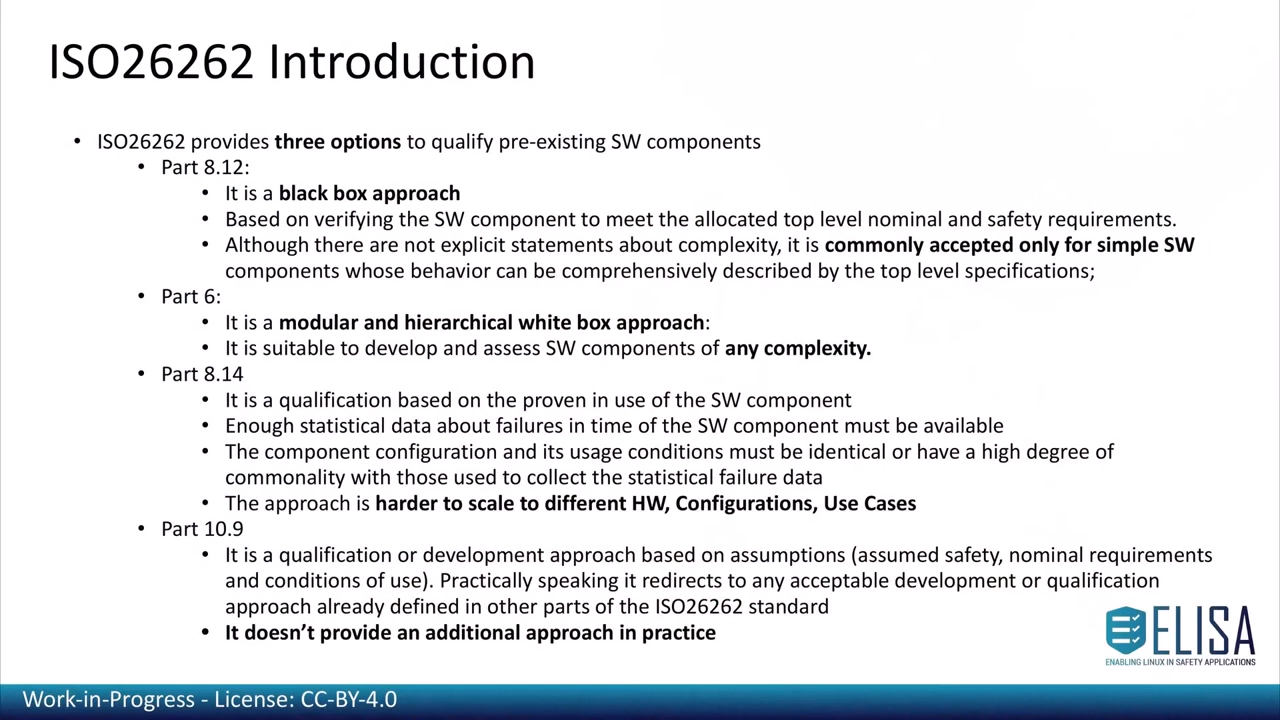 ISO26262 Introduction
• ISO26262 provides three options to qualify pre-existing SW components
• Part 8.12:
• It is a black box approach
• Based on verifying the SW component to meet the allocated top level nominal and safety requirements.
• Although there are not explicit statements about complexity, it is commonly accepted only for simple SW
components whose behavior can be comprehensively described by the top level specifications;
• Part 6:
• It is a modular and hierarchical white box approach:
• It is suitable to develop and assess SW components of any complexity.
• Part 8.14
• It is a qualification based on the proven in use of the SW component
• Enough statistical data about failures in time of the SW component must be available
• The component configuration and its usage conditions must be identical or have a high degree of
commonality with those used to collect the statistical failure data
• The approach is harder to scale to different HW, Configurations, Use Cases
• Part 10.9
• It is a qualification or development approach based on assumptions (assumed safety, nominal requirements
and conditions of use). Practically speaking it redirects to any acceptable development or qualification
approach already defined in other parts of the ISO26262 standard
• It doesn’t provide an additional approach in practice
ELISA
ENABLING LINUX IN SAFETY APPLICATIONS
Work-in-Progress - License: CC-BY-4.0